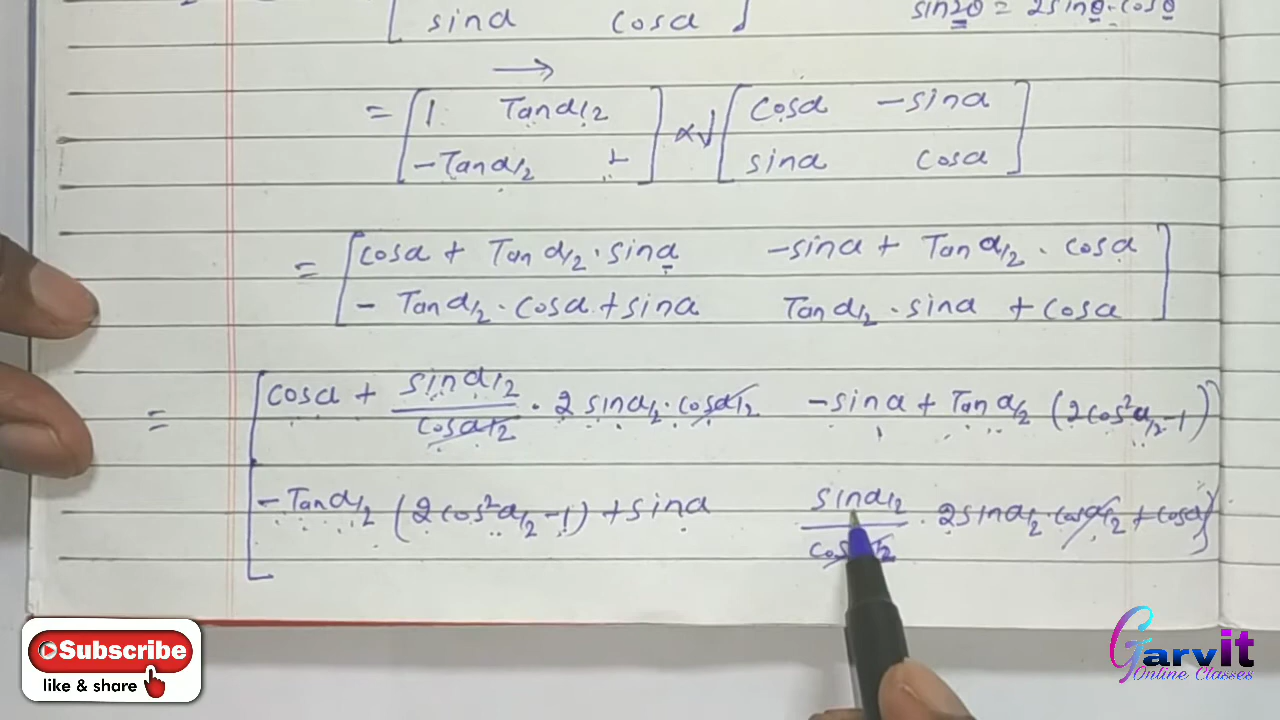 sinα cosα sin2θ = 2sinθ·cosθ
= [1 Tanα/2 ] × [cosα -sinα
-Tanα/2 1 sinα cosα]
= [cosα + Tanα/2·sinα -sinα + Tanα/2·cosα
- Tanα/2·cosα + sinα Tanα/2·sinα + cosα]
= [cosα + sinα/2 / cosα/2 · 2 sinα/2·cosα/2 -sinα + Tanα/2 (2cos²α/2-1)
-Tanα/2 (2cos²α/2-1) + sinα sinα/2 / cosα/2 · 2sinα/2·cosα/2 + cosα]
Subscribe
like & share
Garvit
Online Classes